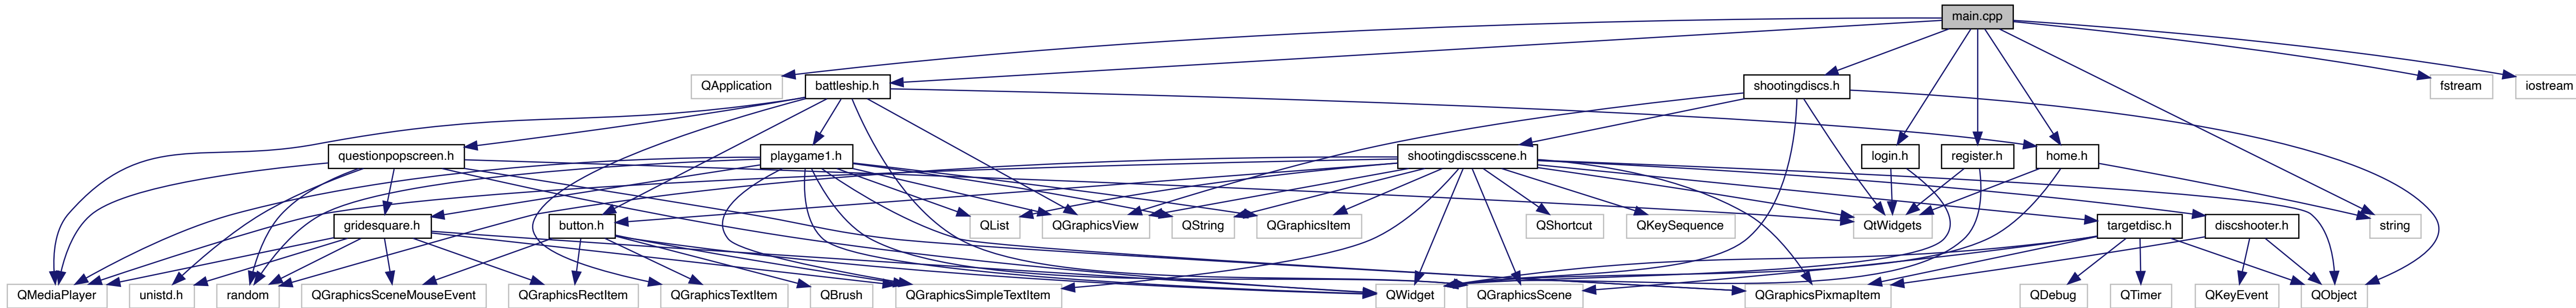 main.cpp
QApplication
battleship.h
shootingdiscs.h
fstream
iostream
questionpopscreen.h
playgame1.h
shootingdiscsscene.h
login.h
register.h
home.h
gridesquare.h
button.h
QList
QGraphicsView
QString
QGraphicsItem
QShortcut
QKeySequence
QtWidgets
targetdisc.h
discshooter.h
string
QMediaPlayer
unistd.h
random
QGraphicsSceneMouseEvent
QGraphicsRectItem
QGraphicsTextItem
QBrush
QGraphicsSimpleTextItem
QWidget
QGraphicsScene
QGraphicsPixmapItem
QDebug
QTimer
QKeyEvent
QObject